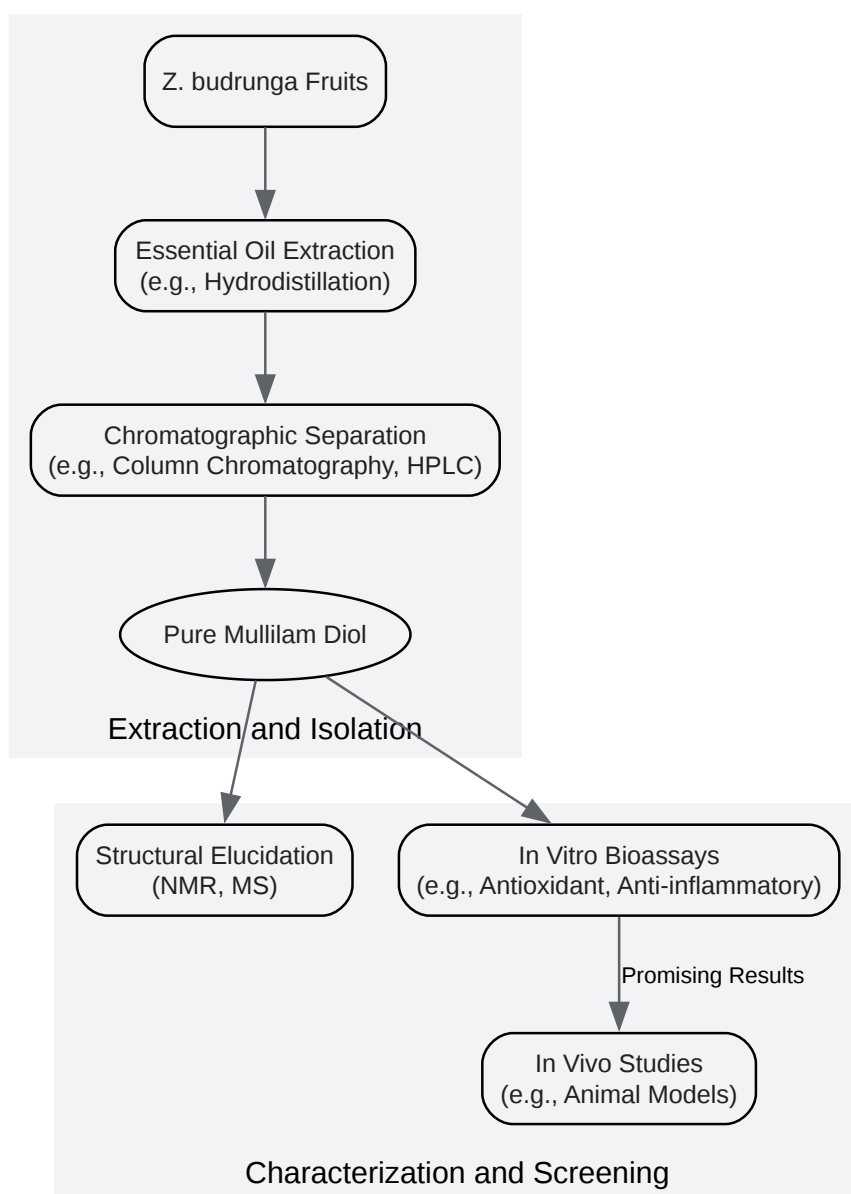 Z. budrunga Fruits
Essential Oil Extraction
(e.g., Hydrodistillation)
Chromatographic Separation
(e.g., Column Chromatography, HPLC)
Pure Mullilam Diol
Extraction and Isolation
Structural Elucidation
(NMR, MS)
In Vitro Bioassays
(e.g., Antioxidant, Anti-inflammatory)
Promising Results
In Vivo Studies
(e.g., Animal Models)
Characterization and Screening